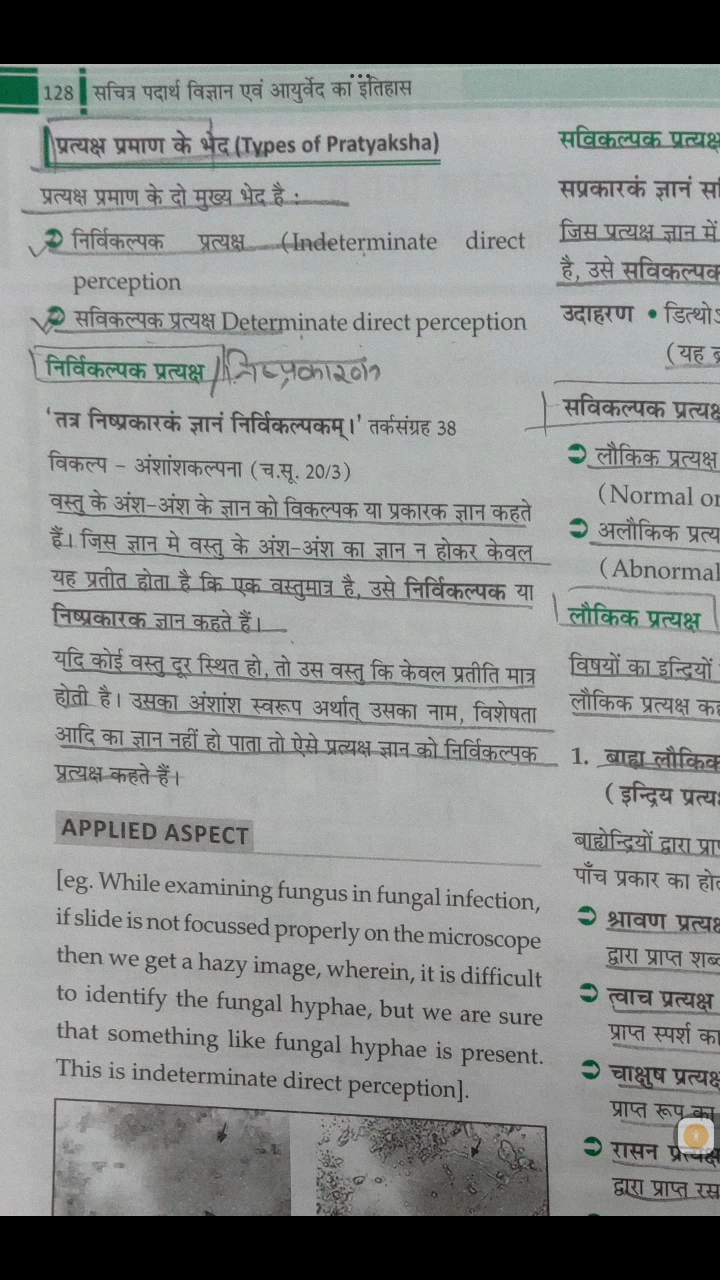 128 सचित्र पदार्थ विज्ञान एवं आयुर्वेद का इतिहास
प्रत्यक्ष प्रमाण के भेद (Types of Pratyaksha)
प्रत्यक्ष प्रमाण के दो मुख्य भेद है :
निर्विकल्पक प्रत्यक्ष (Indeterminate direct
perception
सविकल्पक प्रत्यक्ष Determinate direct perception
निर्विकल्पक प्रत्यक्ष
'तत्र निष्प्रकारकं ज्ञानं निर्विकल्पकम्।' तर्कसंग्रह 38
विकल्प – अंशांशकल्पना (च.सू. 20/3)
वस्तु के अंश-अंश के ज्ञान को विकल्पक या प्रकारक ज्ञान कहते
हैं। जिस ज्ञान मे वस्तु के अंश-अंश का ज्ञान न होकर केवल
यह प्रतीत होता है कि एक वस्तुमात्र है, उसे निर्विकल्पक या
निष्प्रकारक ज्ञान कहते हैं।
यदि कोई वस्तु दूर स्थित हो, तो उस वस्तु कि केवल प्रतीति मात्र
होती है। उसका अंशांश स्वरूप अर्थात् उसका नाम, विशेषता
आदि का ज्ञान नहीं हो पाता तो ऐसे प्रत्यक्ष ज्ञान को निर्विकल्पक
प्रत्यक्ष कहते हैं।
APPLIED ASPECT
[eg. While examining fungus in fungal infection,
if slide is not focussed properly on the microscope
then we get a hazy image, wherein, it is difficult
to identify the fungal hyphae, but we are sure
that something like fungal hyphae is present.
This is indeterminate direct perception].
सविकल्पक प्रत्यक्ष
सप्रकारकं ज्ञानं
जिस प्रत्यक्ष ज्ञान में
है, उसे सविकल्पक
उदाहरण •
(यह
सविकल्पक प्रत्यक्ष
लौकिक प्रत्यक्ष
(Normal or
अलौकिक
(Abnormal
लौकिक प्रत्यक्ष
विषयों का इन्द्रियों
लौकिक प्रत्यक्ष
1. बाह्य लौकिक
(इन्द्रिय
बाह्येन्द्रियों द्वारा
पाँच प्रकार का
श्रावण प्रत्यक्ष
द्वारा प्राप्त
त्वाच प्रत्यक्ष
प्राप्त स्पर्श का
चाक्षुष प्रत्यक्ष
प्राप्त रूप का
रासन प्रत्यक्ष
द्वारा प्राप्त रस